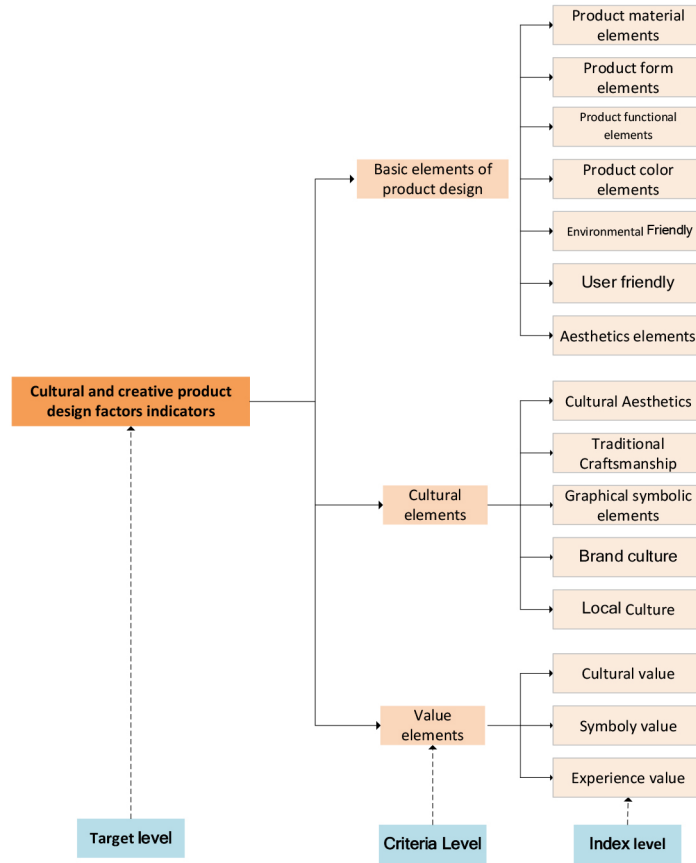 Product material
elements
Product form
elements
Product functional
elements
Basic elements of
product design
Product color
elements
Environmental Friendly
User friendly
Aesthetics elements
Cultural and creative product
design factors indicators
Cultural Aesthetics
Traditional
Craftsmanship
Cultural
elements
Graphical symbolic
elements
Brand culture
Local Culture
Value
elements
Cultural value
Symboly value
Experience value
Target level
Criteria Level
Index level